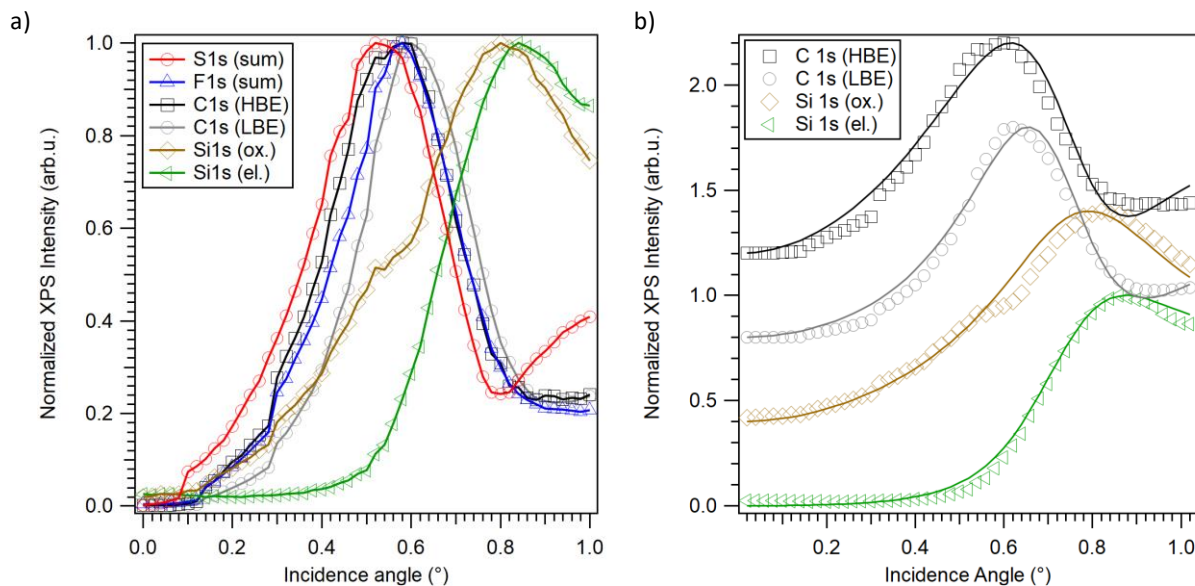 a)
Normalized XPS Intensity (arb.u.)
1.0
0.8
0.6
0.4
0.2
0.0
S1s (sum)
F1s (sum)
C1s (HBE)
C1s (LBE)
Si1s (ox.)
Si1s (el.)
0.0 0.2 0.4 0.6 0.8 1.0
Incidence angle (°)
b)
Normalized XPS Intensity (arb.u.)
2.0
1.5
1.0
0.5
0.0
C 1s (HBE)
C 1s (LBE)
Si 1s (ox.)
Si 1s (el.)
0.2 0.4 0.6 0.8 1.0
Incidence Angle (°)